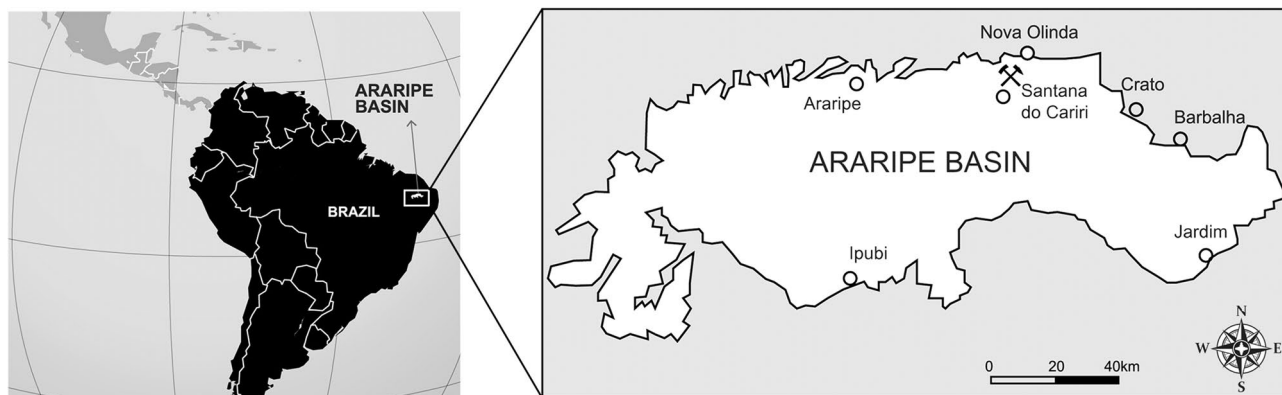 ARARIPE
BASIN
BRAZIL
Nova Olinda
Araripe
Santana
do Cariri
Crato
Barbalha
ARARIPE BASIN
Jardim
Ipubi
N
W
E
S
0
20
40km